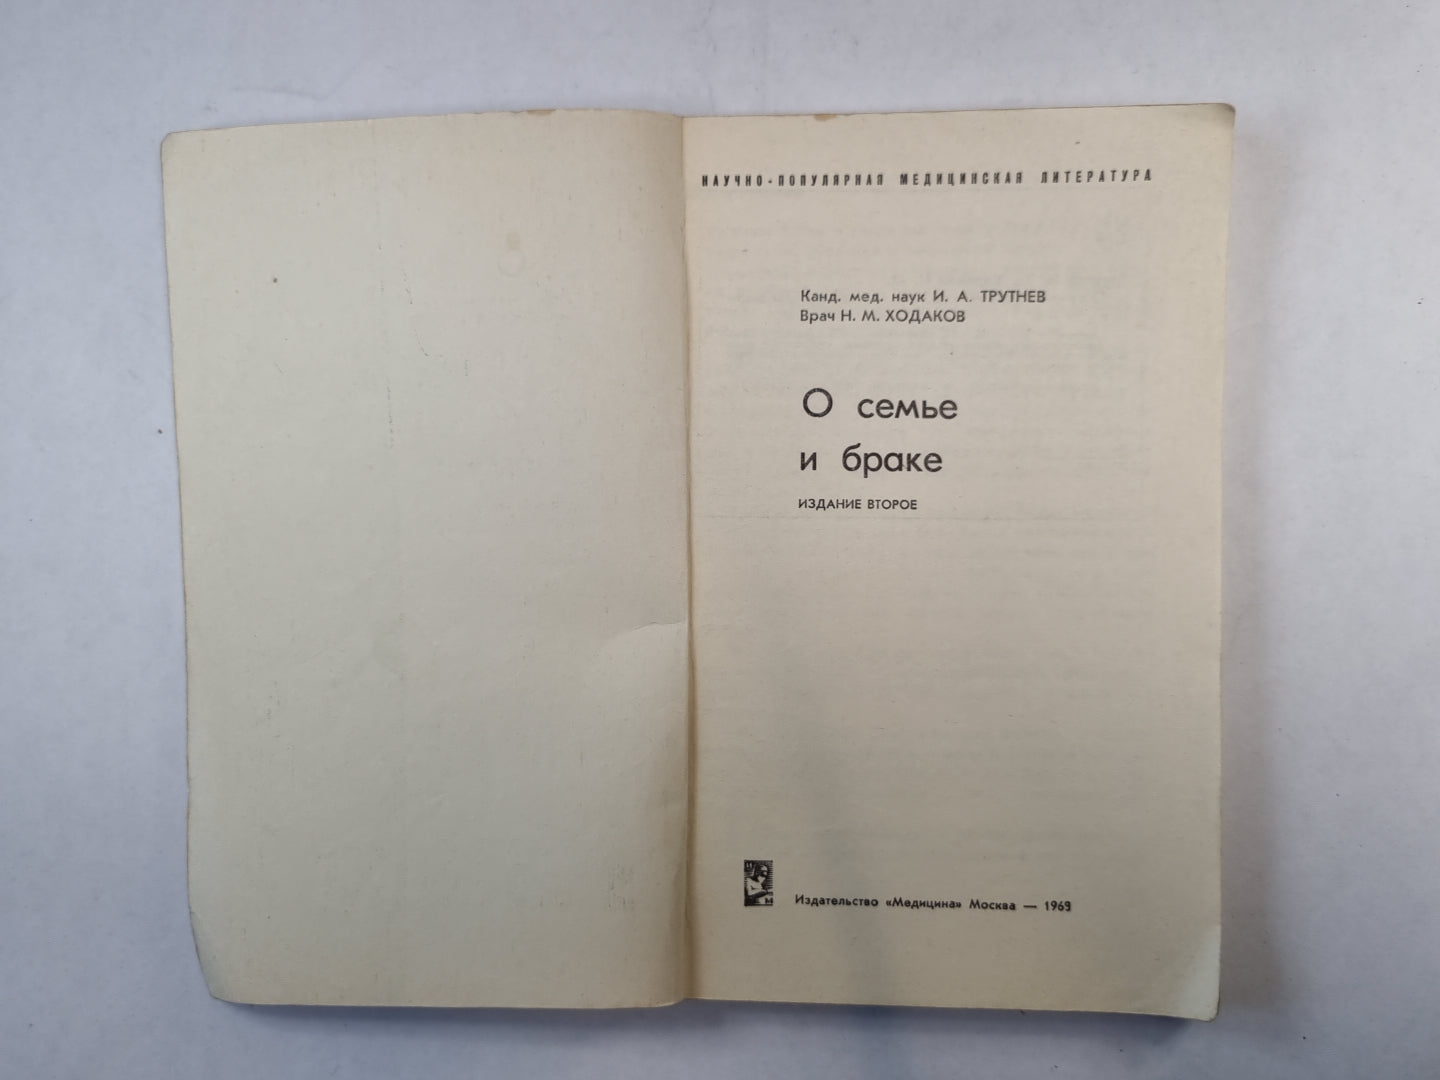 НАУЧНО-ПОПУЛЯРНАЯ МЕДИЦИНСКАЯ ЛИТЕРАТУРА
Канд. мед. наук И. А. ТРУТНЕВ
Врач Н. М. ХОДАКОВ
О семье
и браке
ИЗДАНИЕ ВТОРОЕ
Издательство «Медицина» Москва — 1969